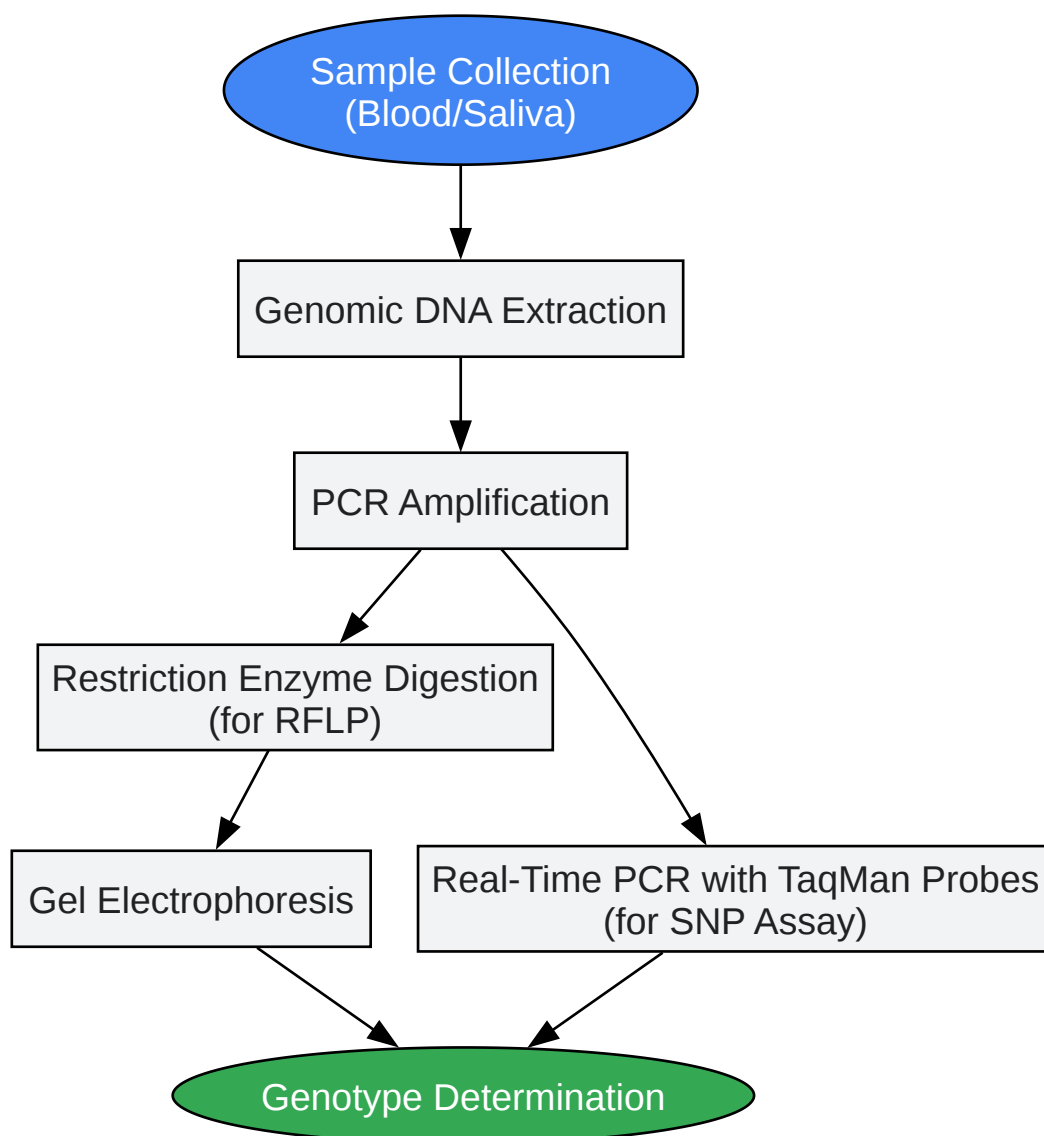 Sample Collection
(Blood/Saliva)
Genomic DNA Extraction
PCR Amplification
Restriction Enzyme Digestion
(for RFLP)
Gel Electrophoresis
Real-Time PCR with TaqMan Probes
(for SNP Assay)
Genotype Determination